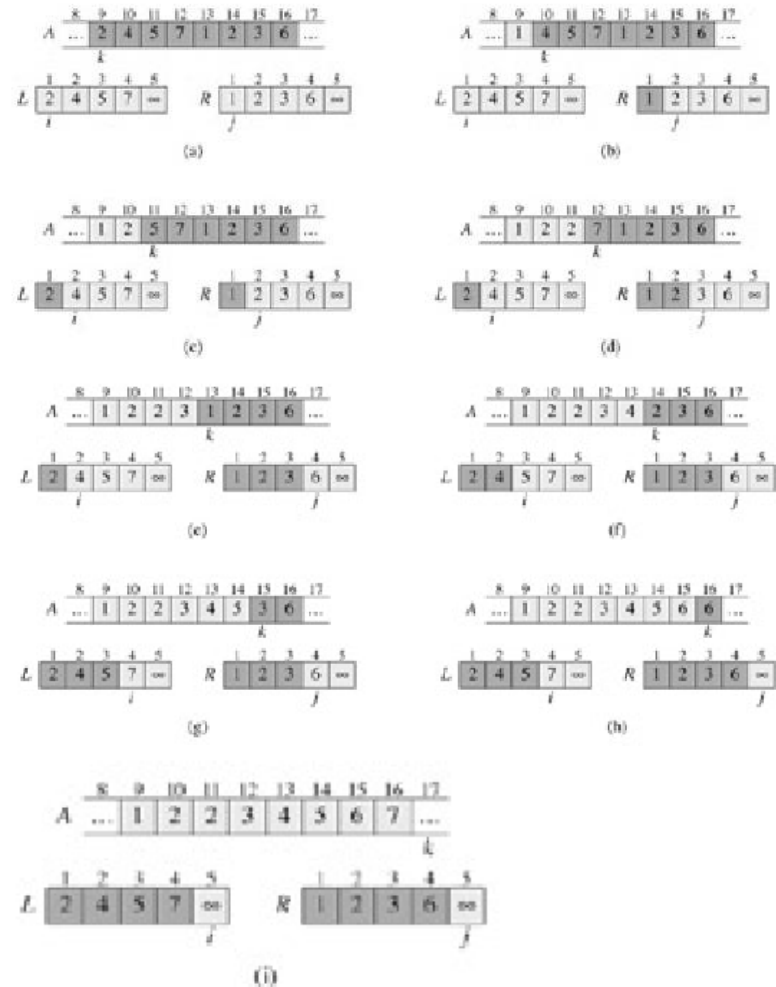 8 9 10 11 12 13 14 15 16 17
A ... 2 4 5 7 1 2 3 6 ...
k
1 2 3 4 5
L 2 4 5 7 ∞
i
1 2 3 4 5
R 1 2 3 6 ∞
j
(a)
8 9 10 11 12 13 14 15 16 17
A ... 1 4 5 7 1 2 3 6 ...
k
1 2 3 4 5
L 2 4 5 7 ∞
i
1 2 3 4 5
R 1 2 3 6 ∞
j
(b)
8 9 10 11 12 13 14 15 16 17
A ... 1 2 5 7 1 2 3 6 ...
k
1 2 3 4 5
L 2 4 5 7 ∞
i
1 2 3 4 5
R 1 2 3 6 ∞
j
(c)
8 9 10 11 12 13 14 15 16 17
A ... 1 2 2 7 1 2 3 6 ...
k
1 2 3 4 5
L 2 4 5 7 ∞
i
1 2 3 4 5
R 1 2 3 6 ∞
j
(d)
8 9 10 11 12 13 14 15 16 17
A ... 1 2 2 3 1 2 3 6 ...
k
1 2 3 4 5
L 2 4 5 7 ∞
i
1 2 3 4 5
R 1 2 3 6 ∞
j
(e)
8 9 10 11 12 13 14 15 16 17
A ... 1 2 2 3 4 2 3 6 ...
k
1 2 3 4 5
L 2 4 5 7 ∞
i
1 2 3 4 5
R 1 2 3 6 ∞
j
(f)
8 9 10 11 12 13 14 15 16 17
A ... 1 2 2 3 4 5 3 6 ...
k
1 2 3 4 5
L 2 4 5 7 ∞
i
1 2 3 4 5
R 1 2 3 6 ∞
j
(g)
8 9 10 11 12 13 14 15 16 17
A ... 1 2 2 3 4 5 6 6 ...
k
1 2 3 4 5
L 2 4 5 7 ∞
i
1 2 3 4 5
R 1 2 3 6 ∞
j
(h)
8 9 10 11 12 13 14 15 16 17
A ... 1 2 2 3 4 5 6 7 ...
k
1 2 3 4 5
L 2 4 5 7 ∞
i
1 2 3 4 5
R 1 2 3 6 ∞
j
(i)